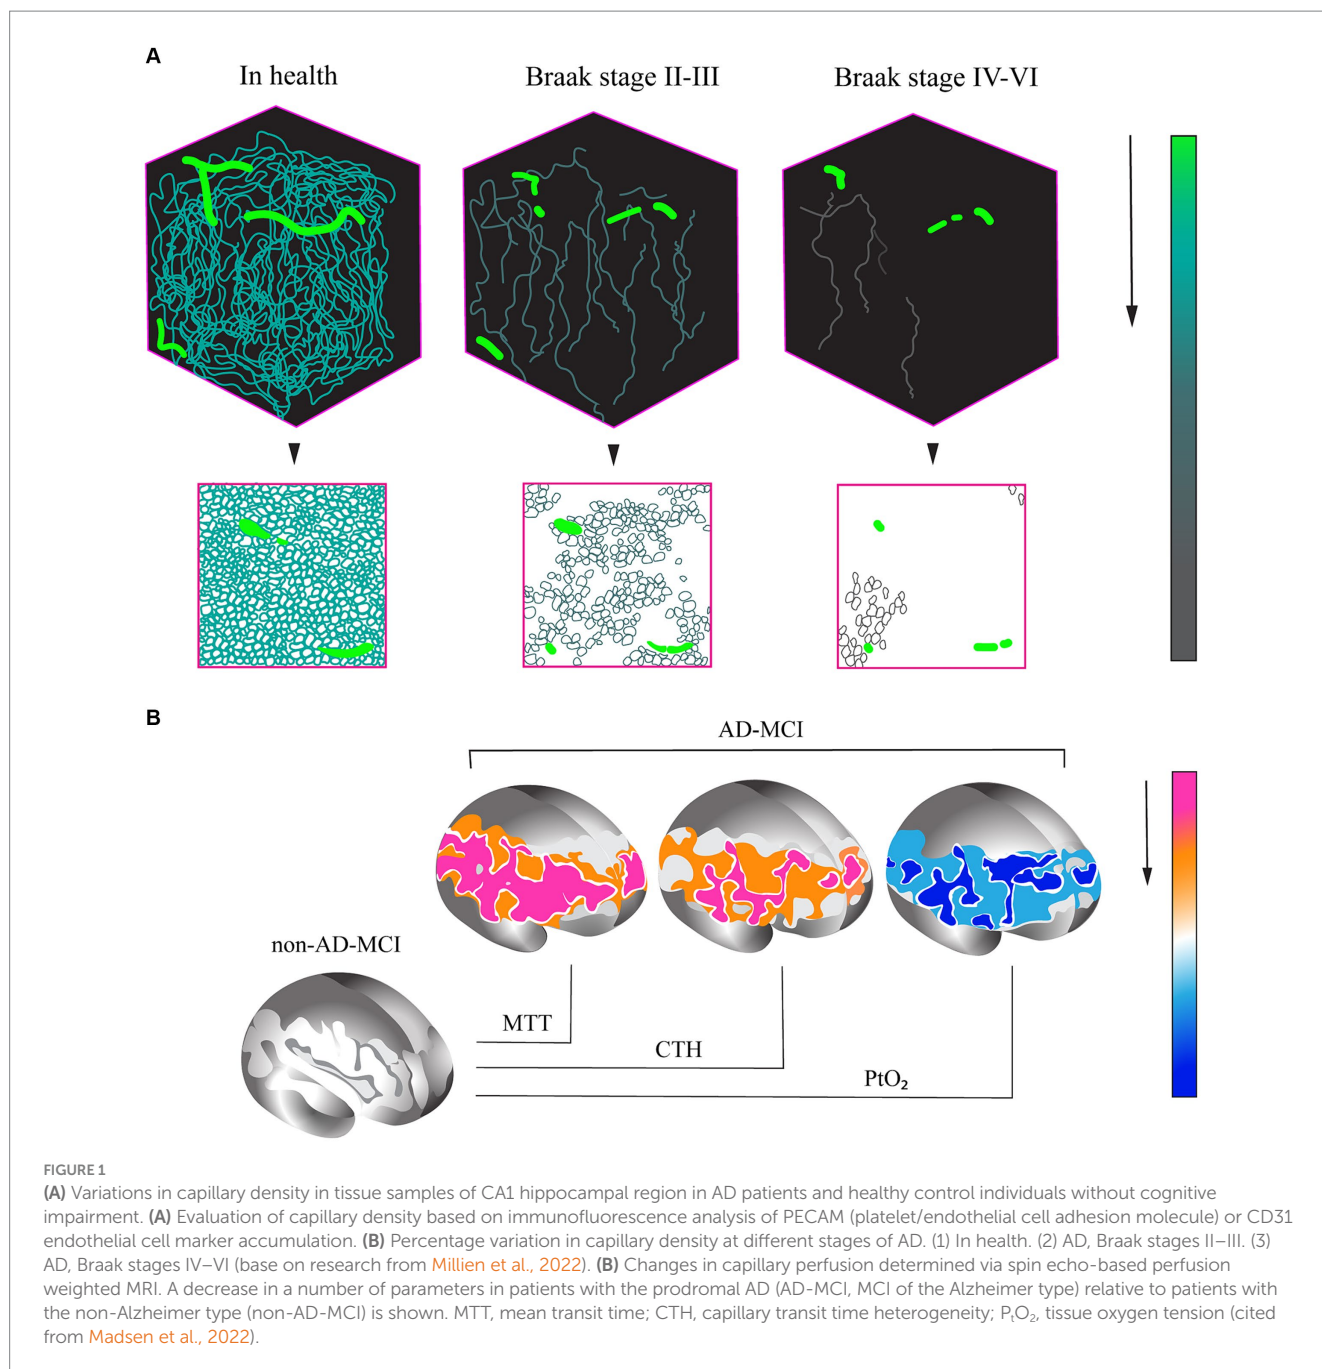 A
In health
Braak stage II-III
Braak stage IV-VI
B
AD-MCI
non-AD-MCI
MTT
CTH
PtO₂
FIGURE 1
(A) Variations in capillary density in tissue samples of CA1 hippocampal region in AD patients and healthy control individuals without cognitive
impairment. (A) Evaluation of capillary density based on immunofluorescence analysis of PECAM (platelet/endothelial cell adhesion molecule) or CD31
endothelial cell marker accumulation. (B) Percentage variation in capillary density at different stages of AD. (1) In health. (2) AD, Braak stages II–III. (3)
AD, Braak stages IV–VI (base on research from Millien et al., 2022). (B) Changes in capillary perfusion determined via spin echo-based perfusion
weighted MRI. A decrease in a number of parameters in patients with the prodromal AD (AD-MCI, MCI of the Alzheimer type) relative to patients with
the non-Alzheimer type (non-AD-MCI) is shown. MTT, mean transit time; CTH, capillary transit time heterogeneity; PₜO₂, tissue oxygen tension (cited
from Madsen et al., 2022).